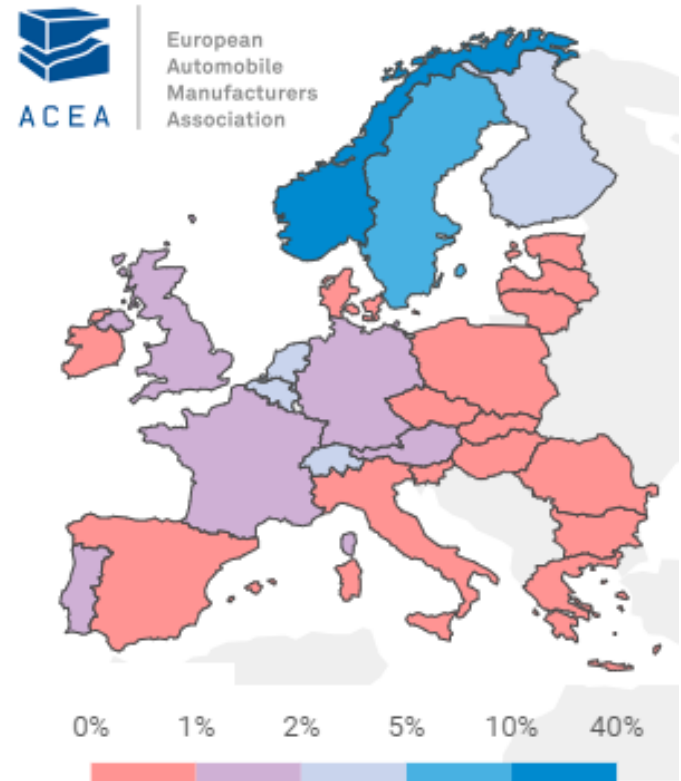 European
Automobile
Manufacturers
Association
ACEA
0% 1% 2% 5% 10% 40%